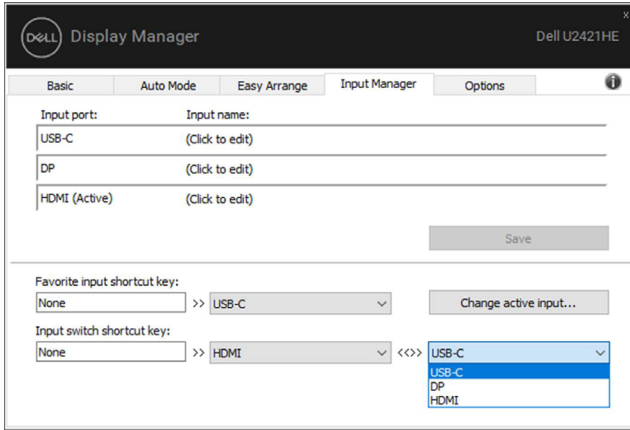 x
DELL Display Manager Dell U2421HE
Basic Auto Mode Easy Arrange Input Manager Options i
Input port: Input name:
USB-C (Click to edit)
DP (Click to edit)
HDMI (Active) (Click to edit)
Save
Favorite input shortcut key:
None >> USB-C Change active input...
Input switch shortcut key:
None >> HDMI <<>> USB-C
USB-C
DP
HDMI